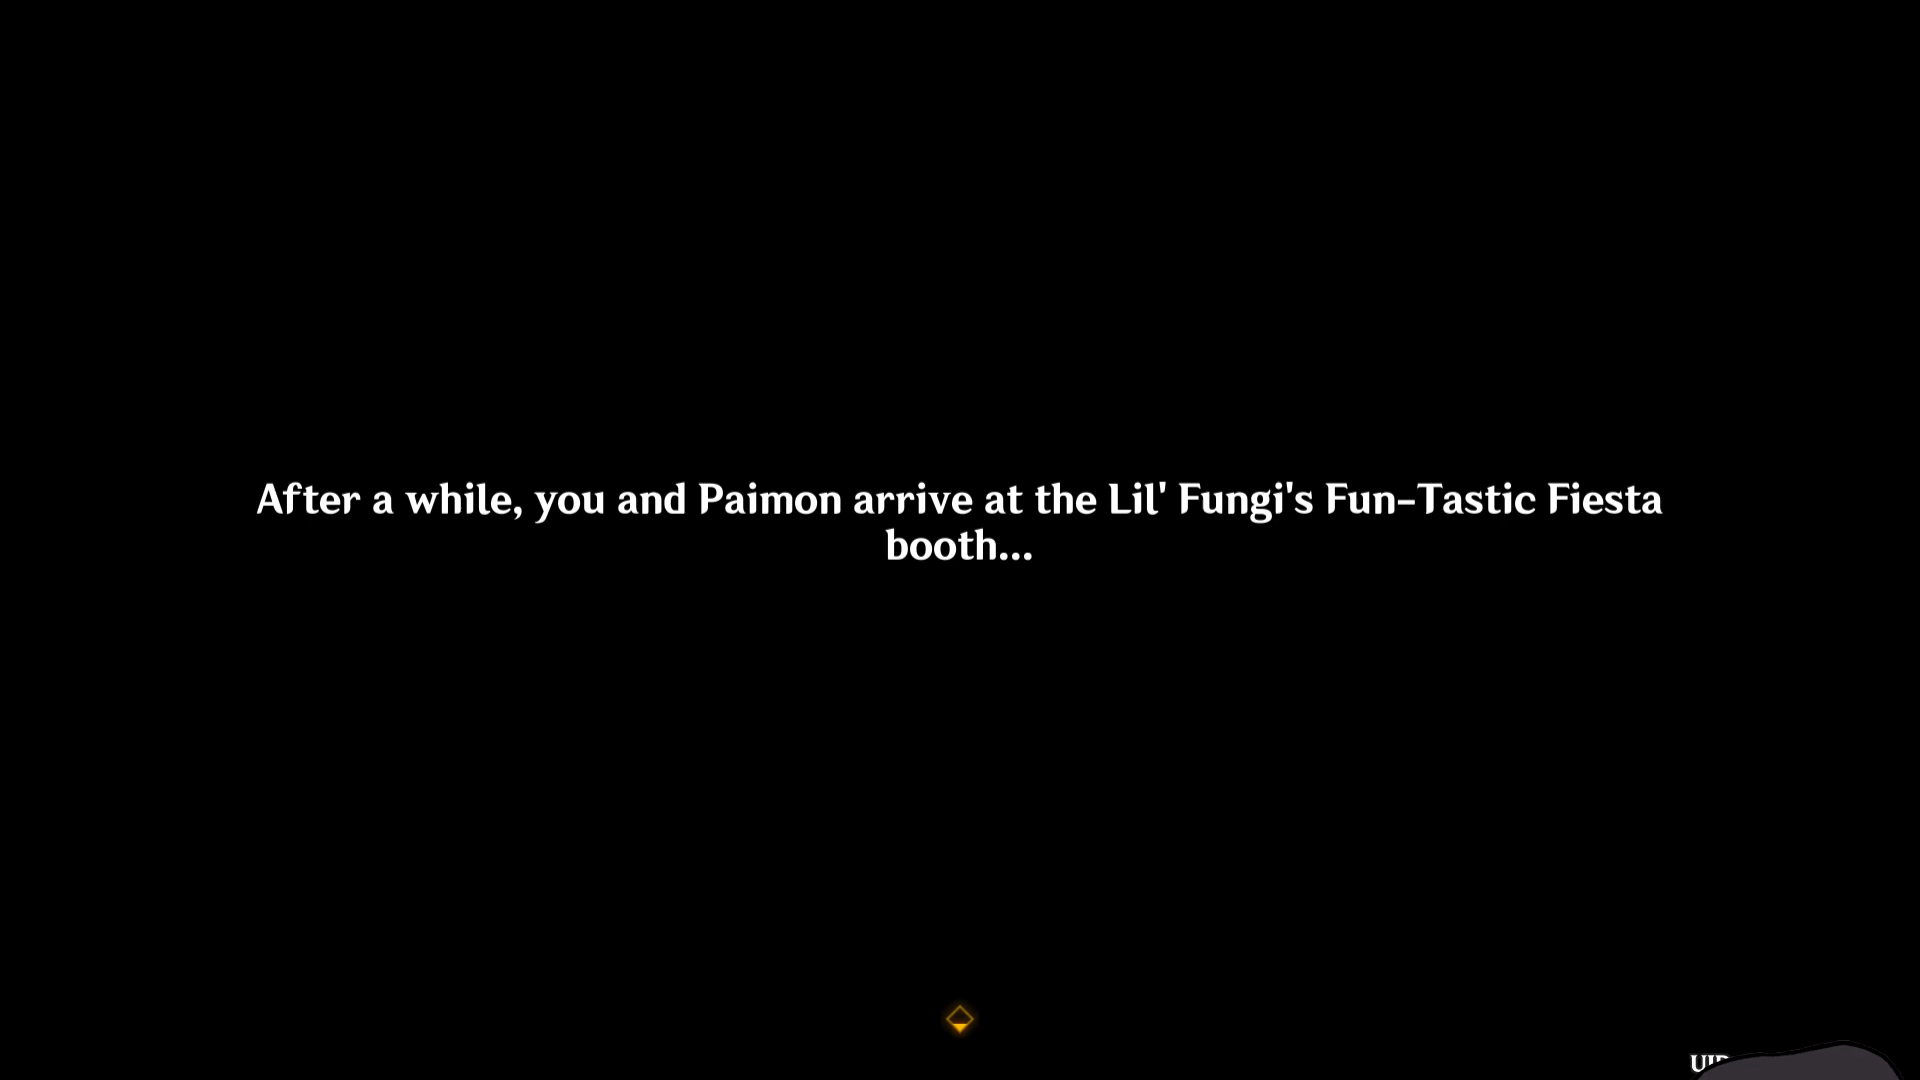 After a while, you and Paimon arrive at the Lil' Fungi's Fun-Tastic Fiesta
booth...